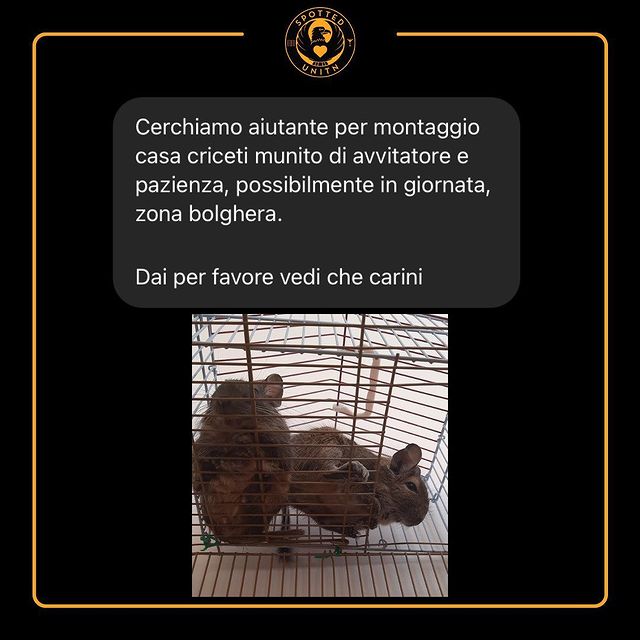 SPOTTED
UNITN
Cerchiamo aiutante per montaggio
casa criceti munito di avvitatore e
pazienza, possibilmente in giornata,
zona bolghera.
Dai per favore vedi che carini